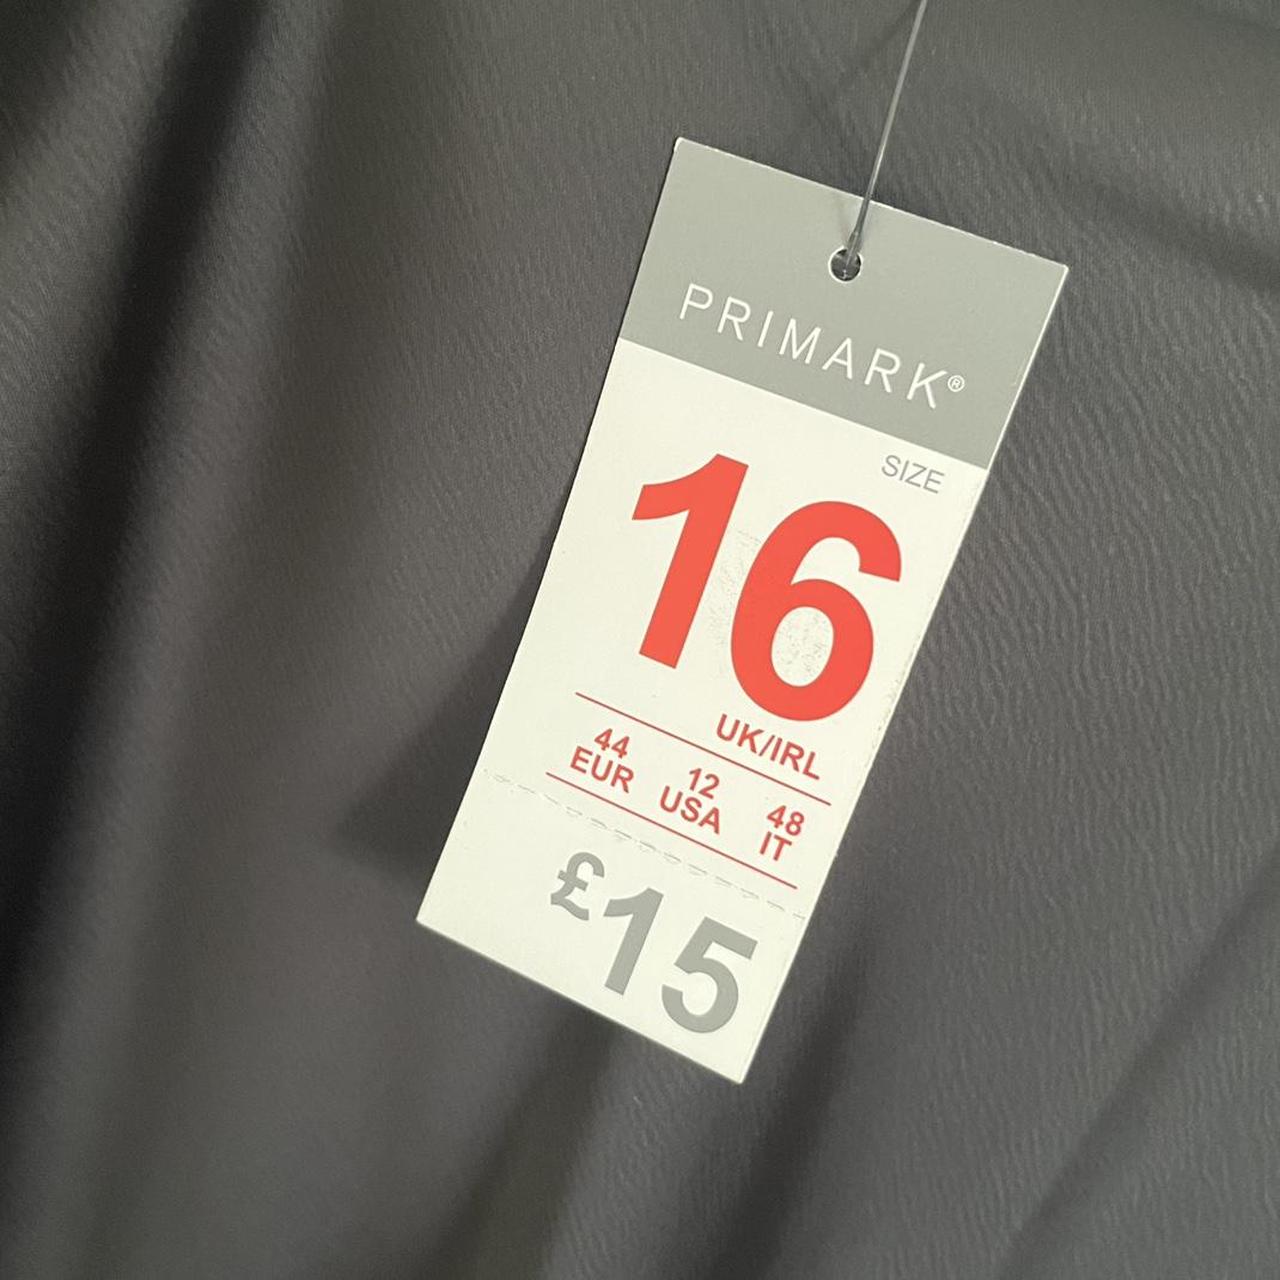 PRIMARK®
SIZE
16
UK/IRL
44 12 48
EUR USA IT
£15